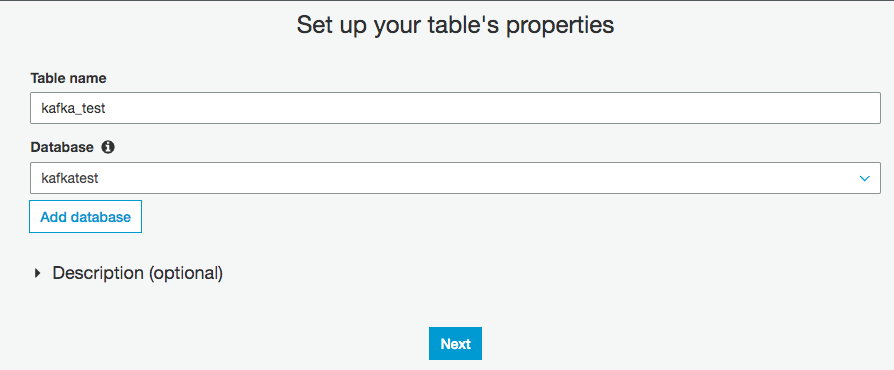 Set up your table's properties
Table name
kafka_test
Database
kafkatest
Add database
Description (optional)
Next